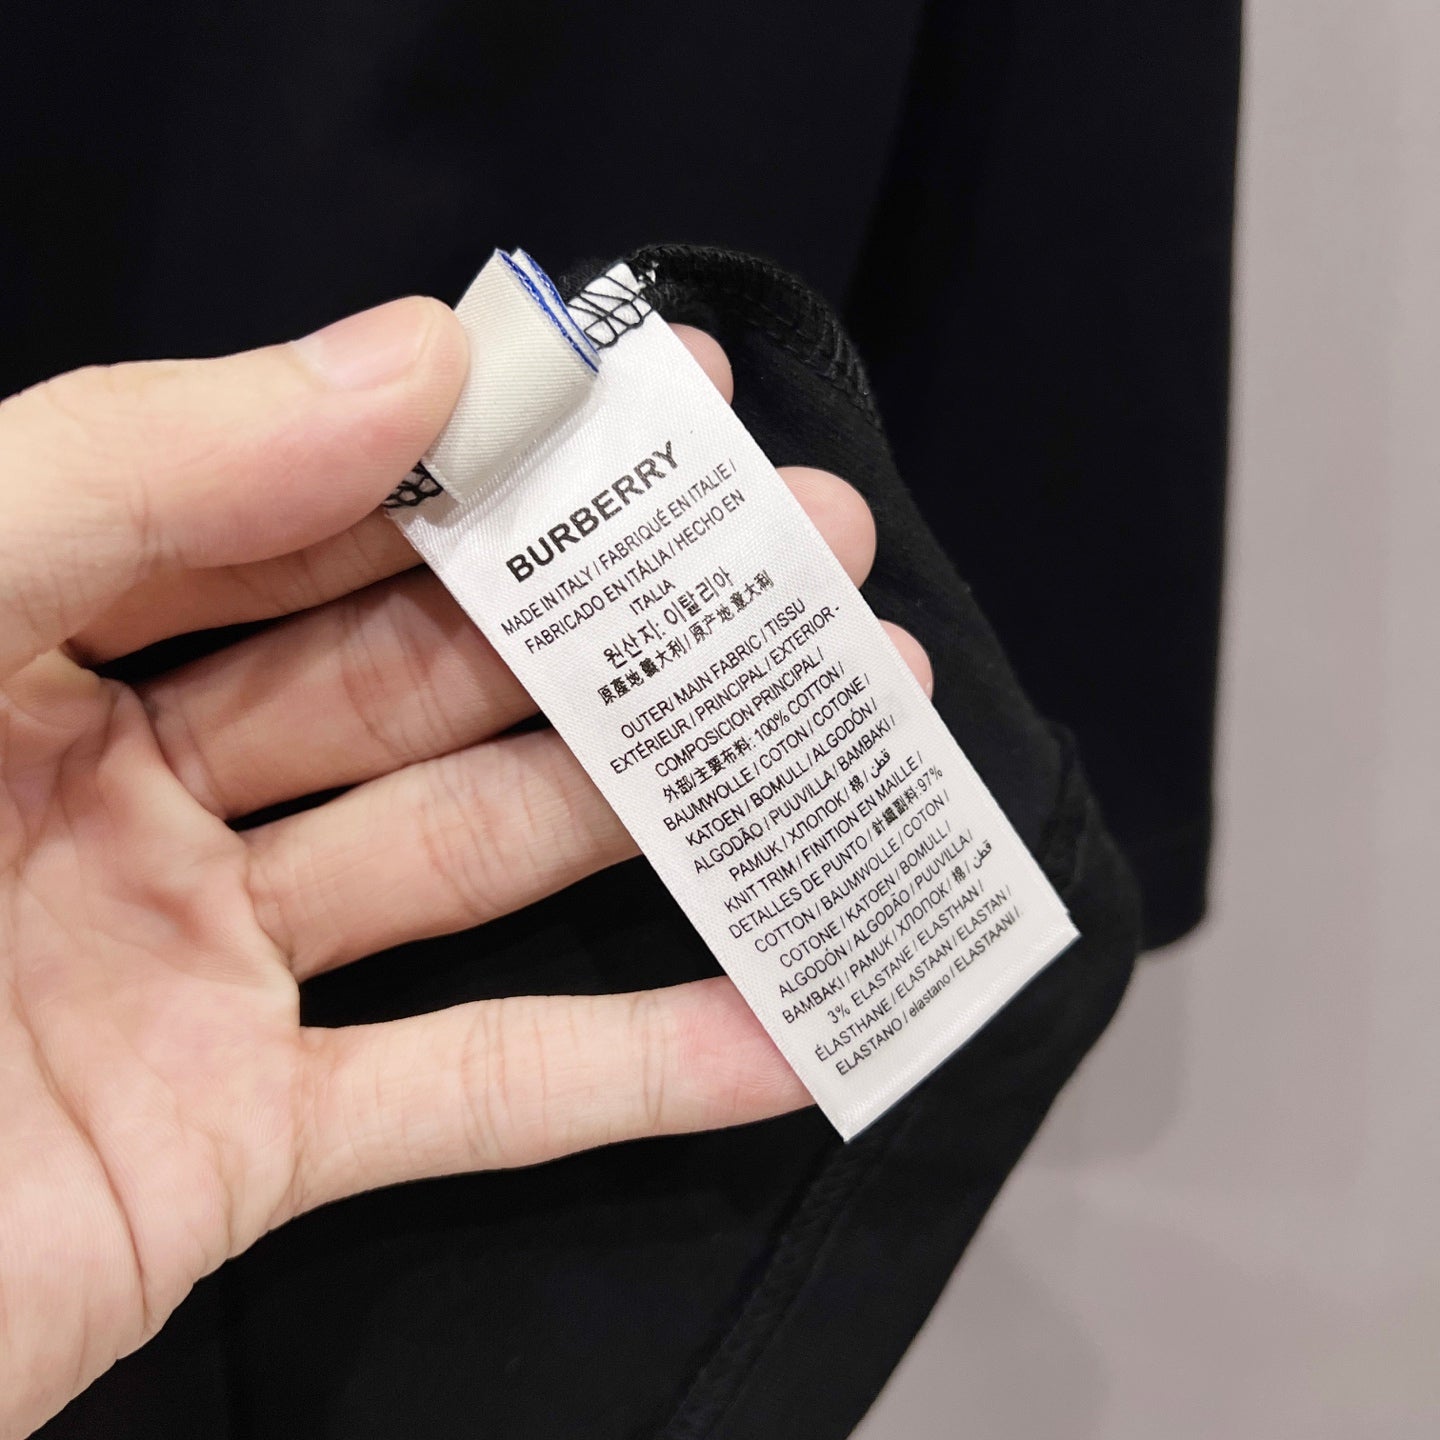 BURBERRY
MADE IN ITALY / FABRIQUÉ EN ITALIE /
FABRICADO EN ITÁLIA / HECHO EN
ITALIA
원산지: 이탈리아
原產地 義大利 / 原产地 意大利
OUTER/ MAIN FABRIC / TISSU
EXTÉRIEUR / PRINCIPAL / EXTERIOR -
COMPOSICION PRINCIPAL /
外部/主要布料: 100% COTTON /
BAUMWOLLE / COTON / COTONE /
KATOEN / BOMULL / ALGODÓN /
ALGODÃO / PUUVILLA / BAMBAKI /
PAMUK / ХЛОПОК / 棉 / قطن
KNIT TRIM / FINITION EN MAILLE /
DETALLES DE PUNTO / 針織副料-97%
COTTON / BAUMWOLLE / COTON /
COTONE / KATOEN / BOMULL /
ALGODÓN / ALGODÃO / PUUVILLA /
BAMBAKI / PAMUK / ХЛОПОК / 棉 / قطن
3% ELASTANE / ELASTHAN /
ÉLASTHANE / ELASTAAN / ELASTAN /
ELASTANO / elastano / ELASTAANI /